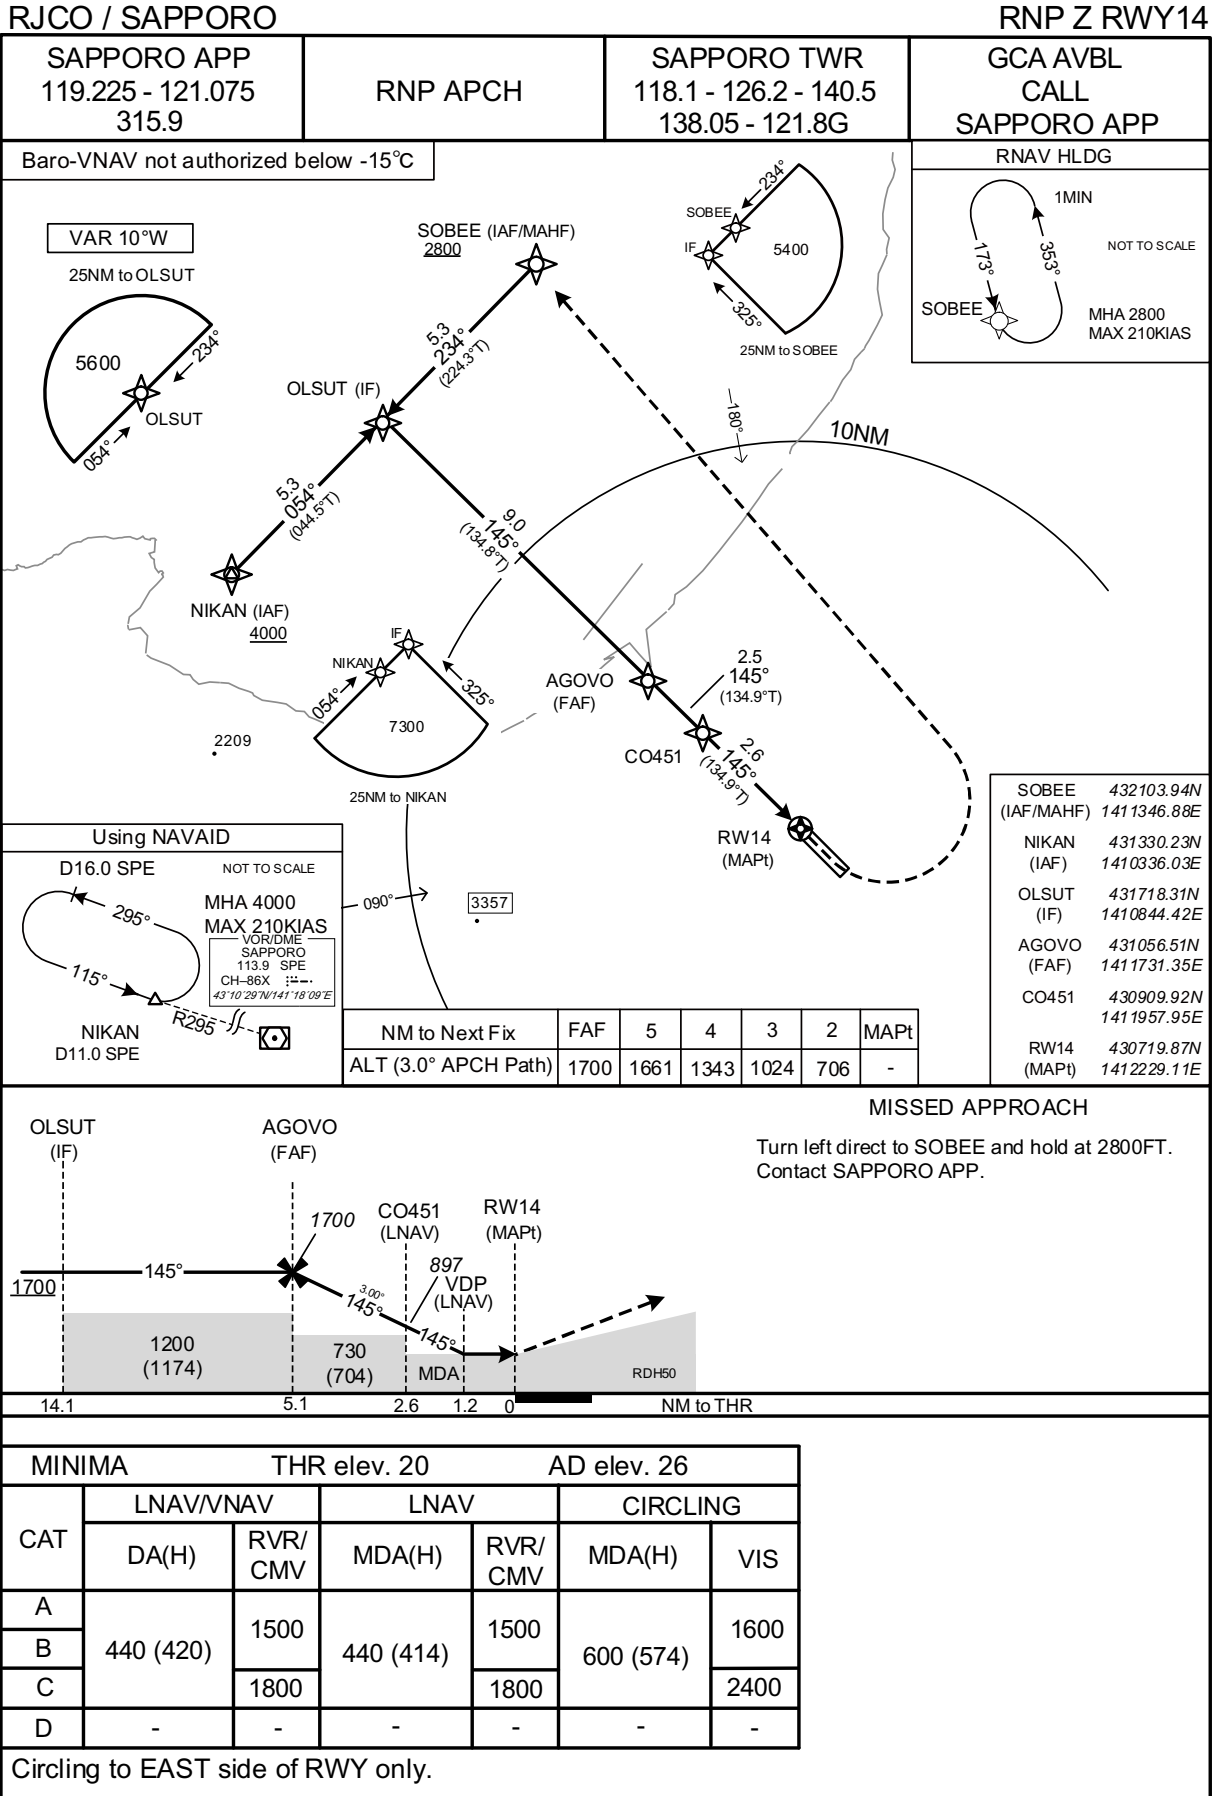 RJCO / SAPPORO
RNP Z RWY14
SAPPORO APP
119.225 - 121.075
315.9
RNP APCH
SAPPORO TWR
118.1 - 126.2 - 140.5
138.05 - 121.8G
GCA AVBL
CALL
SAPPORO APP
Baro-VNAV not authorized below -15°C
VAR 10°W
25NM to OLSUT
5600
234°
OLSUT
054°
SOBEE (IAF/MAHF)
2800
5.3
234°
(224.3°T)
OLSUT (IF)
5.3
054°
(044.5°T)
NIKAN (IAF)
4000
SOBEE
IF
234°
5400
325°
25NM to SOBEE
RNAV HLDG
1MIN
NOT TO SCALE
173°
353°
SOBEE
MHA 2800
MAX 210KIAS
180°
10NM
9.0
145°
(134.8°T)
IF
NIKAN
054°
325°
7300
25NM to NIKAN
2209
AGOVO
(FAF)
2.5
145°
(134.9°T)
CO451
2.6
145°
(134.9°T)
RW14
(MAPt)
090°
3357
Using NAVAID
D16.0 SPE
NOT TO SCALE
MHA 4000
MAX 210KIAS
295°
115°
VOR/DME
SAPPORO
113.9 SPE
CH–86X
43°10'29"N/141°18'09"E
NIKAN
D11.0 SPE
R295
SOBEE 432103.94N
(IAF/MAHF) 1411346.88E
NIKAN 431330.23N
(IAF) 1410336.03E
OLSUT 431718.31N
(IF) 1410844.42E
AGOVO 431056.51N
(FAF) 1411731.35E
CO451 430909.92N
1411957.95E
RW14 430719.87N
(MAPt) 1412229.11E
NM to Next Fix FAF 5 4 3 2 MAPt
ALT (3.0° APCH Path) 1700 1661 1343 1024 706 -
MISSED APPROACH
Turn left direct to SOBEE and hold at 2800FT.
Contact SAPPORO APP.
OLSUT
(IF)
AGOVO
(FAF)
1700
CO451
(LNAV)
RW14
(MAPt)
897
VDP
(LNAV)
1700
145°
3.00°
145°
145°
1200
(1174)
730
(704)
MDA
RDH50
14.1 5.1 2.6 1.2 0 NM to THR
MINIMA THR elev. 20 AD elev. 26
CAT LNAV/VNAV LNAV CIRCLING
DA(H) RVR/
CMV MDA(H) RVR/
CMV MDA(H) VIS
A
B
C
D
440 (420)
1500
1800
440 (414)
1500
1800
600 (574)
1600
2400
- - - - - -
Circling to EAST side of RWY only.